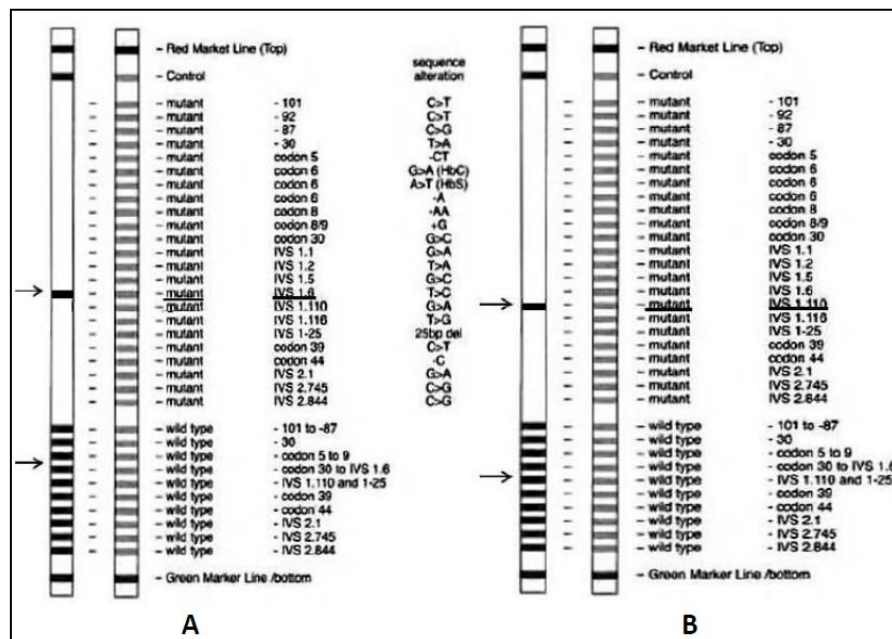 - Red Market Line (Top)
- Control
sequence
alteration
- mutant - 101 C>T
- mutant - 92 C>T
- mutant - 87 C>G
- mutant - 30 T>A
- mutant codon 5 -CT
- mutant codon 6 G>A (HbC)
- mutant codon 6 A>T (HbS)
- mutant codon 6 -A
- mutant codon 8 -AA
- mutant codon 8/9 +G
- mutant codon 30 G>C
- mutant IVS 1.1 G>A
- mutant IVS 1.2 T>A
- mutant IVS 1.5 G>C
- mutant IVS 1.6 T>C
- mutant IVS 1.110 G>A
- mutant IVS 1.116 T>G
- mutant IVS 1-25 25bp del
- mutant codon 39 C>T
- mutant codon 44 -C
- mutant IVS 2.1 G>A
- mutant IVS 2.745 C>G
- mutant IVS 2.844 C>G
- wild type - 101 to -87
- wild type - 30
- wild type - codon 5 to 9
- wild type - codon 30 to IVS 1.6
- wild type - IVS 1.110 and 1-25
- wild type - codon 39
- wild type - codon 44
- wild type - IVS 2.1
- wild type - IVS 2.745
- wild type - IVS 2.844
- Green Marker Line /bottom
A
- Red Market Line (Top)
- Control
- mutant - 101
- mutant - 92
- mutant - 87
- mutant - 30
- mutant codon 5
- mutant codon 6
- mutant codon 6
- mutant codon 6
- mutant codon 8
- mutant codon 8/9
- mutant codon 30
- mutant IVS 1.1
- mutant IVS 1.2
- mutant IVS 1.5
- mutant IVS 1.6
- mutant IVS 1.110
- mutant IVS 1.116
- mutant IVS 1-25
- mutant codon 39
- mutant codon 44
- mutant IVS 2.1
- mutant IVS 2.745
- mutant IVS 2.844
- wild type - 101 to -87
- wild type - 30
- wild type - codon 5 to 9
- wild type - codon 30 to IVS 1.6
- wild type - IVS 1.110 and 1-25
- wild type - codon 39
- wild type - codon 44
- wild type - IVS 2.1
- wild type - IVS 2.745
- wild type - IVS 2.844
- Green Marker Line /bottom
B